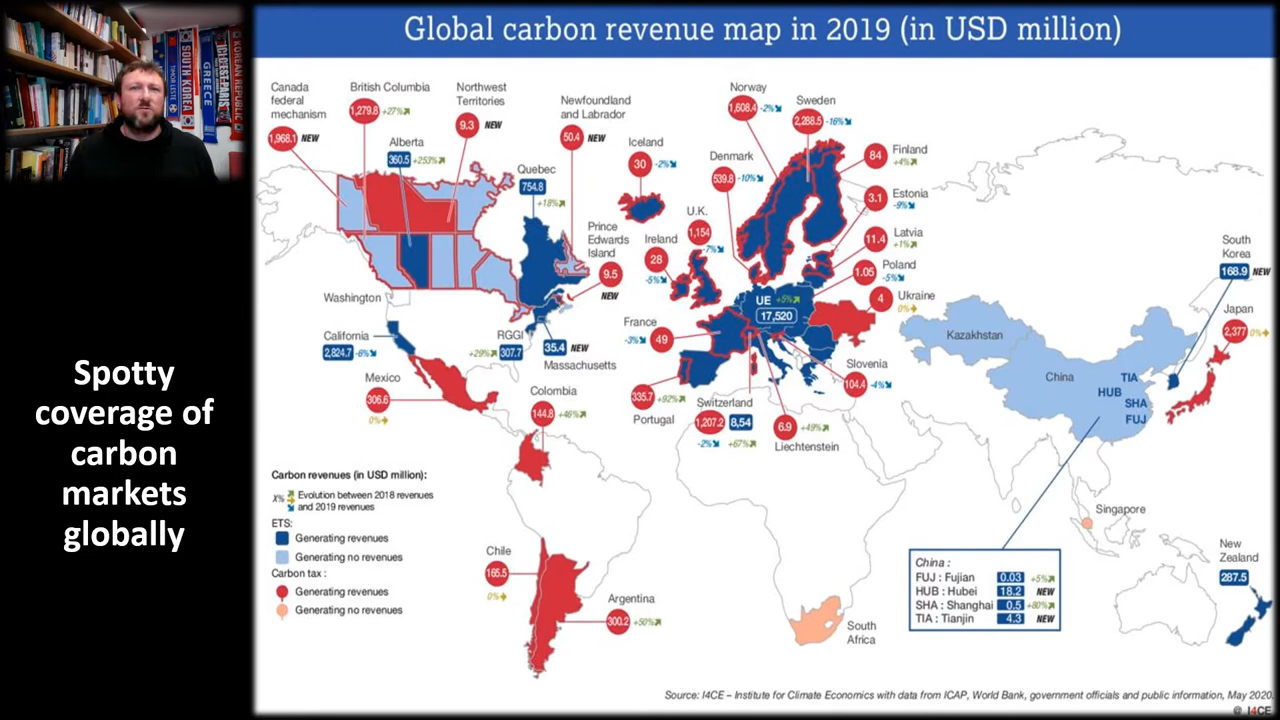 Global carbon revenue map in 2019 (in USD million)
SOUTH KOREA
GREECE
TIMOR LESTE
KOREAN REPUBLIC
Spotty
coverage of
carbon
markets
globally
Canada
federal
mechanism
1,968.1 NEW
British Columbia
1,279.8 +27%
Northwest
Territories
9.3 NEW
Alberta
360.5 +253%
Newfoundland
and Labrador
50.4 NEW
Quebec
754.8
+18%
Prince
Edwards
Island
9.5
NEW
Washington
California
2,824.7 -6%
RGGI
+29% 307.7
35.4 NEW
Massachusetts
Mexico
306.6
0%
Colombia
144.8 +46%
Chile
165.5
0%
Argentina
300.2 +50%
Iceland
30 -2%
Norway
1,608.4 -2%
Sweden
2,288.5 -16%
Denmark
539.8 -10%
Finland
84 +4%
Estonia
3.1 -9%
Latvia
11.4 +1%
Poland
1.05 -5%
Ukraine
4 0%
U.K.
1,154
-7%
Ireland
28
-5%
UE +5%
17,520
France
-3% 49
335.7 +92%
Portugal
Switzerland
1,207.2 8,54
-2% +67%
6.9 +49%
Liechtenstein
Slovenia
104.4 -4%
Kazakhstan
China
TIA
HUB
SHA
FUJ
South
Korea
168.9 NEW
Japan
2,377 0%
Singapore
South
Africa
New
Zealand
287.5
China :
FUJ : Fujian 0.03 +5%
HUB : Hubei 18.2 NEW
SHA : Shanghai 0.5 +80%
TIA : Tianjin 4.3 NEW
Carbon revenues (in USD million):
X% Evolution between 2018 revenues
and 2019 revenues
ETS:
Generating revenues
Generating no revenues
Carbon tax :
Generating revenues
Generating no revenues
Source: I4CE – Institute for Climate Economics with data from ICAP, World Bank, government officials and public information, May 2020.
@ I4CE